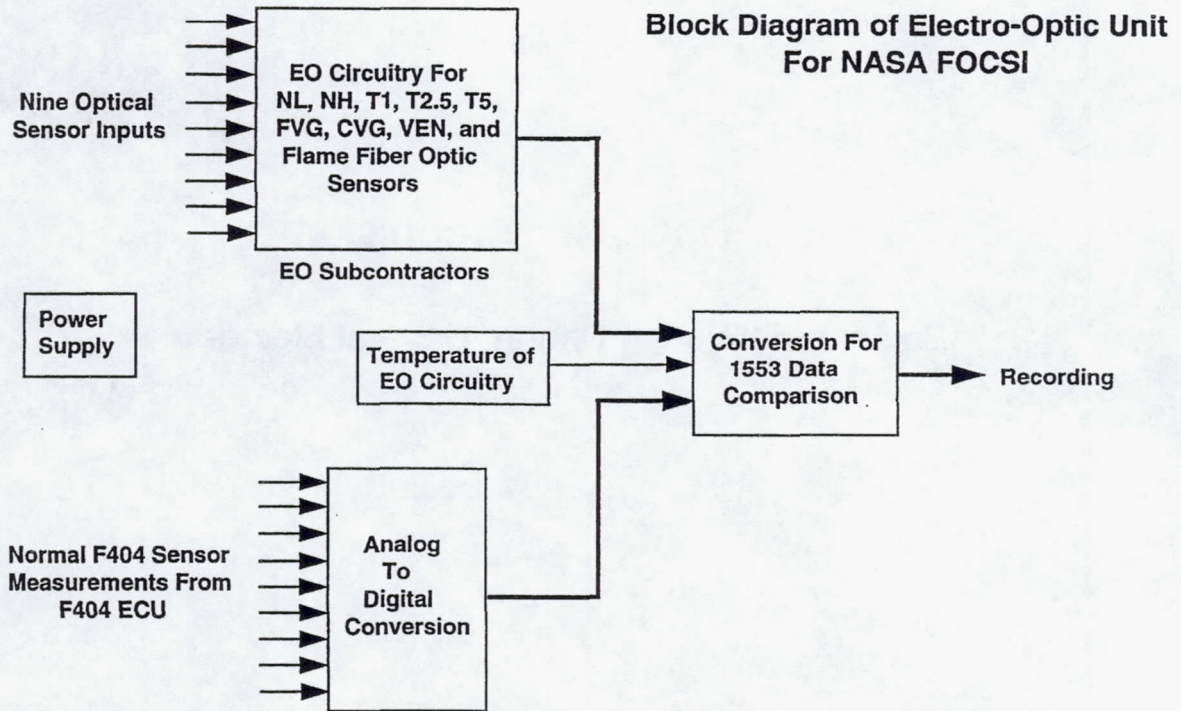 Block Diagram of Electro-Optic Unit
For NASA FOCSI
Nine Optical
Sensor Inputs
EO Circuitry For
NL, NH, T1, T2.5, T5,
FVG, CVG, VEN, and
Flame Fiber Optic
Sensors
EO Subcontractors
Power
Supply
Temperature of
EO Circuitry
Conversion For
1553 Data
Comparison
Recording
Normal F404 Sensor
Measurements From
F404 ECU
Analog
To
Digital
Conversion